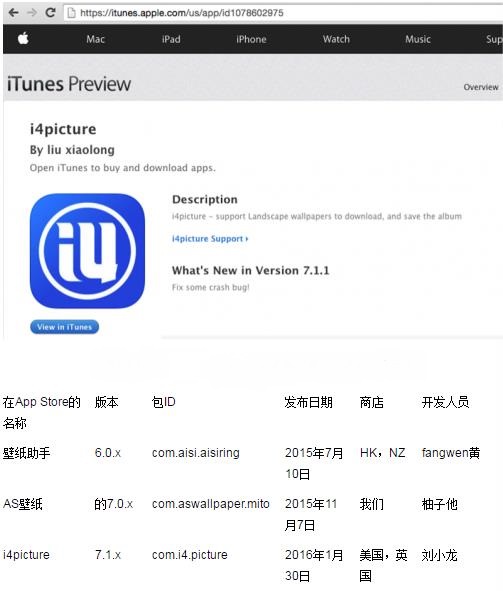 https://itunes.apple.com/us/app/id1078602975
Mac iPad iPhone Watch Music Sup
iTunes Preview
Overview
i4picture
By liu xiaolong
Open iTunes to buy and download apps.
i4
View in iTunes
Description
i4picture - support Landscape wallpapers to download, and save the album
i4picture Support ▸
What's New in Version 7.1.1
Fix some crash bug!
在App Store的 版本 包ID 发布日期 商店 开发人员
名称
壁纸助手 6.0.x com.aisi.aisiring 2015年7月 HK，NZ fangwen黄
10日
AS壁纸 的7.0.x com.aswallpaper.mito 2015年11 我们 柚子他
月7日
i4picture 7.1.x com.i4.picture 2016年1月 美国，英 刘小龙
30日 国